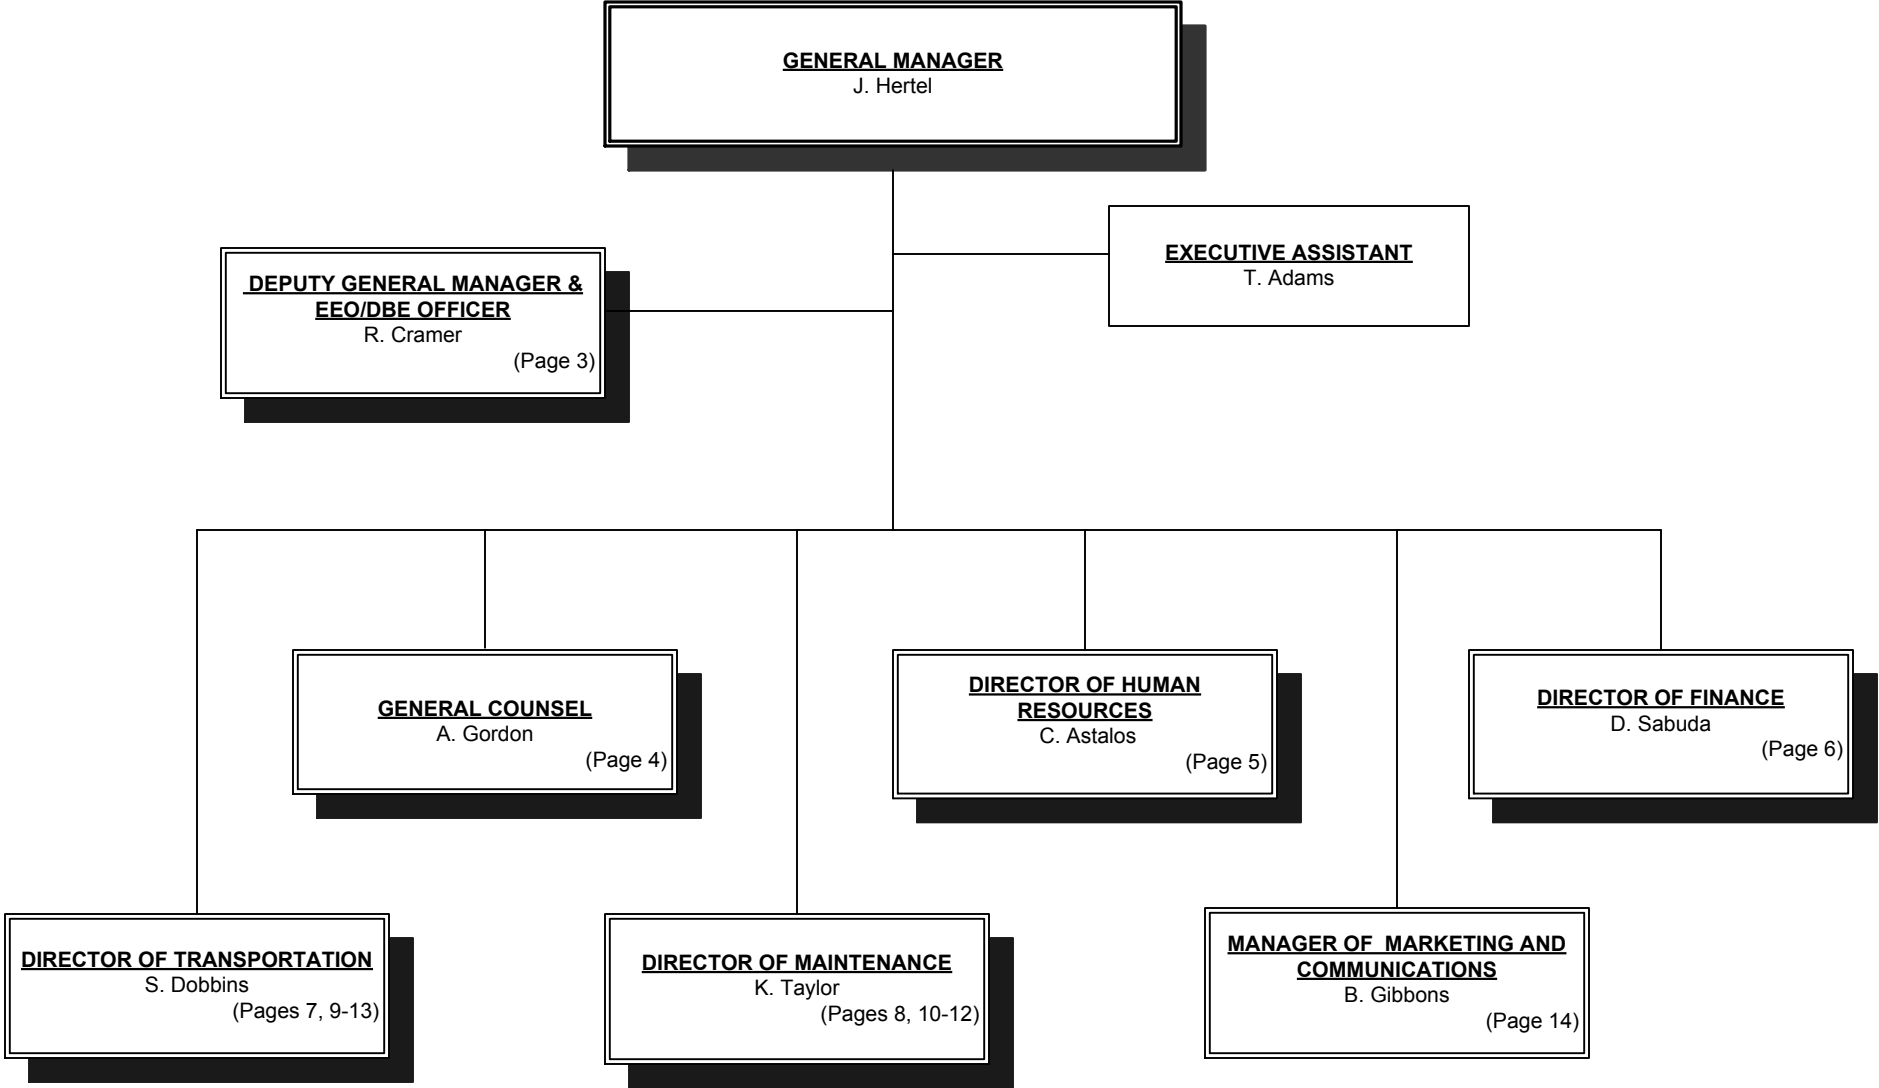 GENERAL MANAGER
J. Hertel
EXECUTIVE ASSISTANT
T. Adams
DEPUTY GENERAL MANAGER &
EEO/DBE OFFICER
R. Cramer
(Page 3)
GENERAL COUNSEL
A. Gordon
(Page 4)
DIRECTOR OF HUMAN
RESOURCES
C. Astalos
(Page 5)
DIRECTOR OF FINANCE
D. Sabuda
(Page 6)
DIRECTOR OF TRANSPORTATION
S. Dobbins
(Pages 7, 9-13)
DIRECTOR OF MAINTENANCE
K. Taylor
(Pages 8, 10-12)
MANAGER OF  MARKETING AND
COMMUNICATIONS
B. Gibbons
(Page 14)